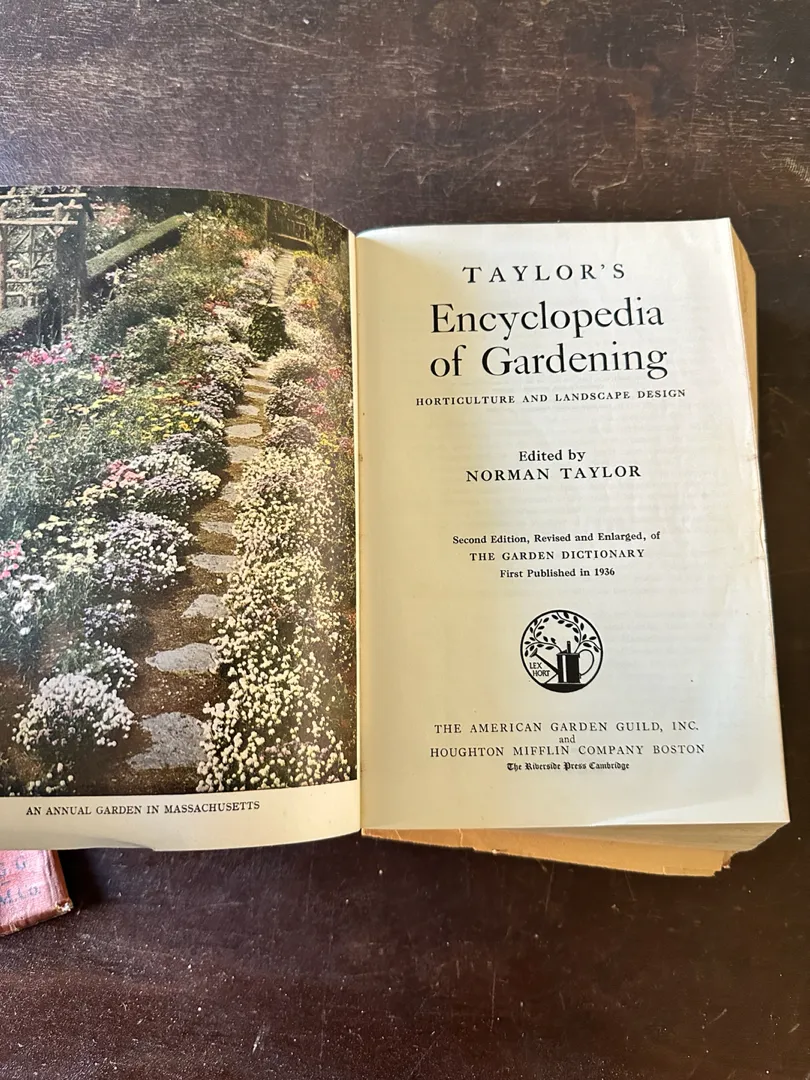 AN ANNUAL GARDEN IN MASSACHUSETTS
TAYLOR'S
Encyclopedia
of Gardening
HORTICULTURE AND LANDSCAPE DESIGN
Edited by
NORMAN TAYLOR
Second Edition, Revised and Enlarged, of
THE GARDEN DICTIONARY
First Published in 1936
LEX
HORT
THE AMERICAN GARDEN GUILD, INC.
and
HOUGHTON MIFFLIN COMPANY BOSTON
The Riverside Press Cambridge